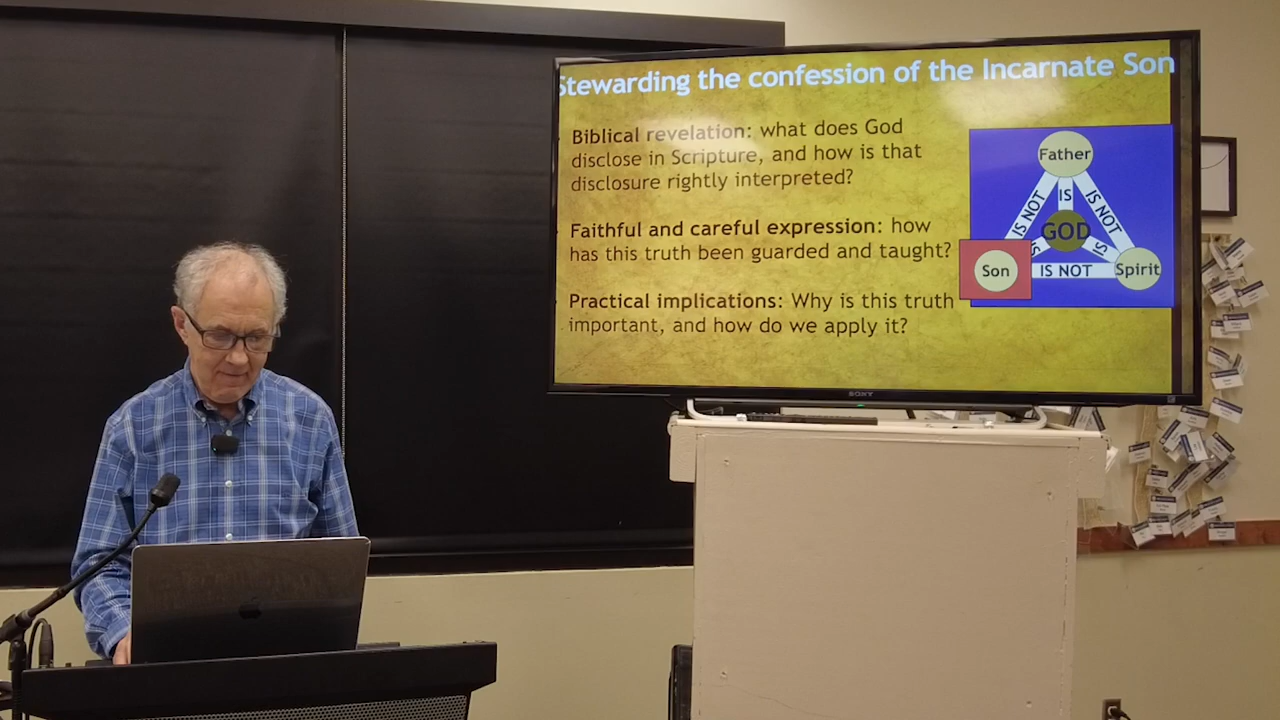 Stewarding the confession of the Incarnate Son
Biblical revelation: what does God
disclose in Scripture, and how is that
disclosure rightly interpreted?
Faithful and careful expression: how
has this truth been guarded and taught?
Practical implications: Why is this truth
important, and how do we apply it?
Father
IS NOT
IS
IS NOT
GOD
IS
IS
Son
IS NOT
Spirit
SONY